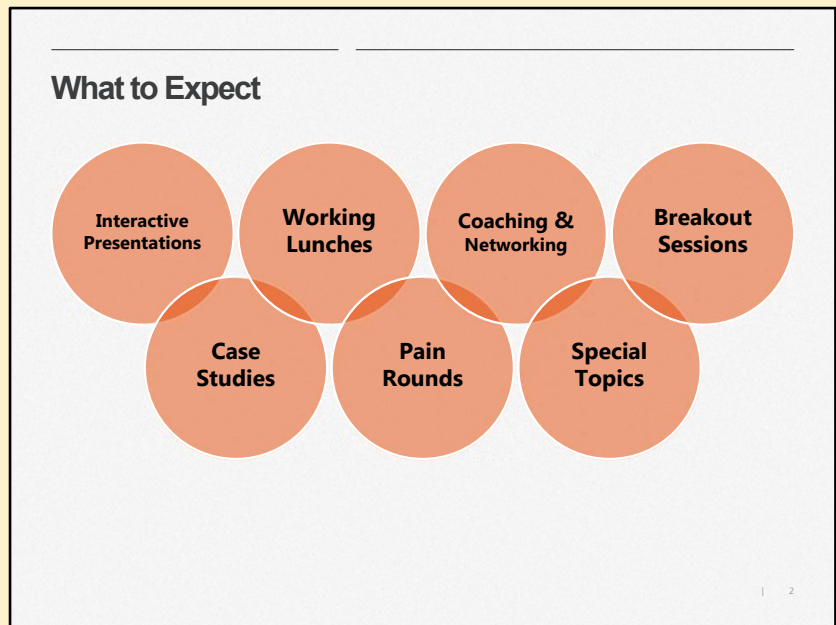 What to Expect
Interactive
Presentations
Working
Lunches
Coaching &
Networking
Breakout
Sessions
Case
Studies
Pain
Rounds
Special
Topics
| 2